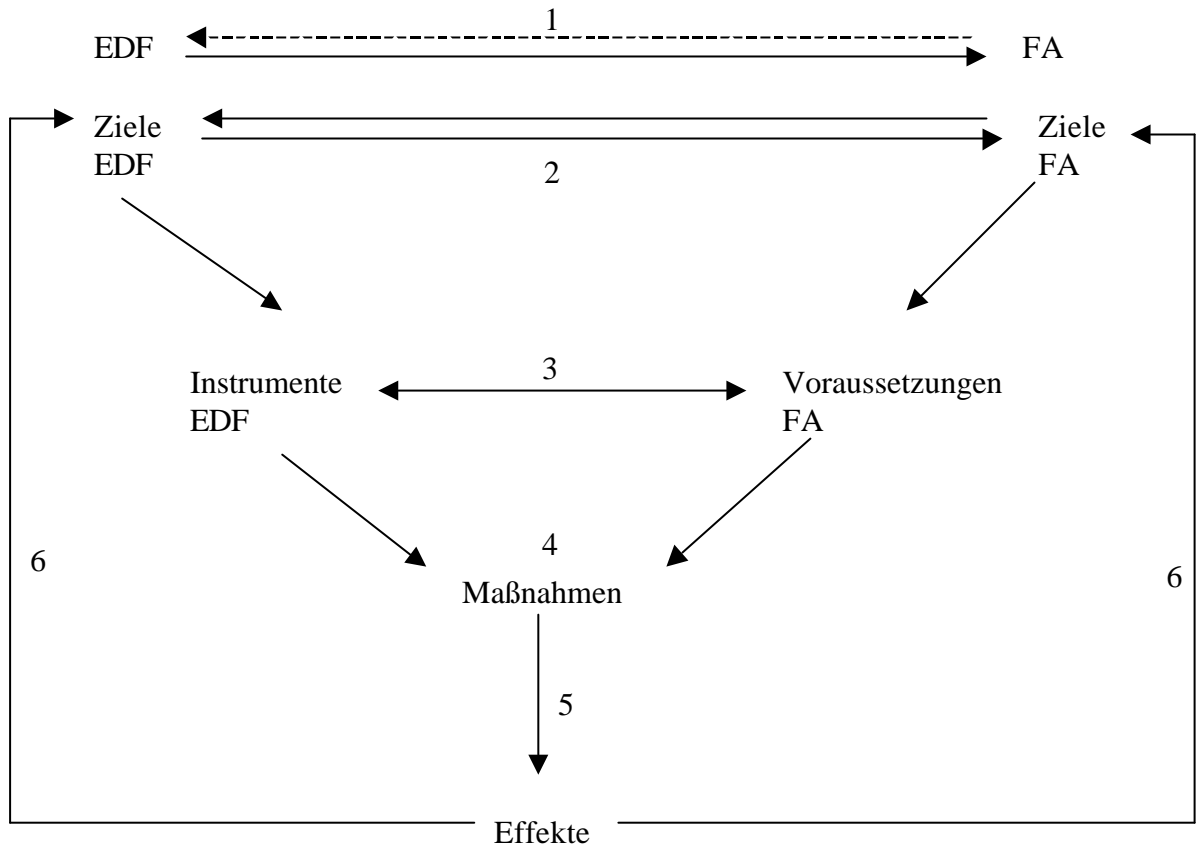 1
EDF FA
Ziele Ziele
EDF FA
2
3
Instrumente Voraussetzungen
EDF FA
4
6 6
Maßnahmen
5
Effekte